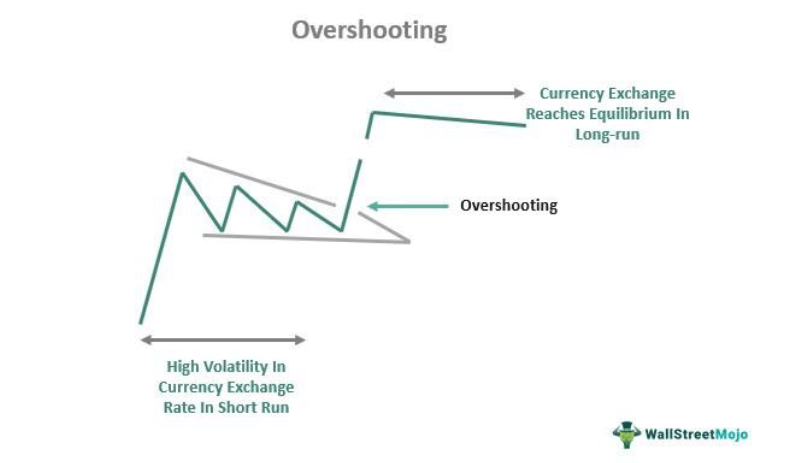 Overshooting
Currency Exchange
Reaches Equilibrium In
Long-run
Overshooting
High Volatility In
Currency Exchange
Rate In Short Run
WallStreetMojo